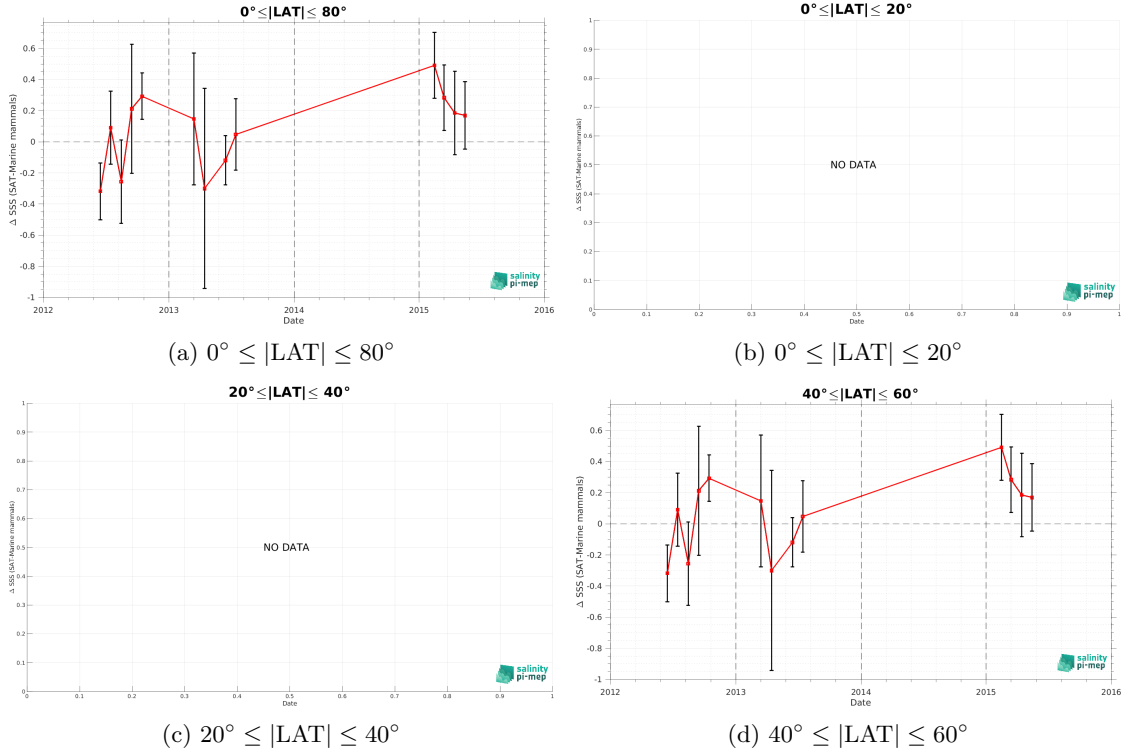 0°≤|LAT|≤ 80°
0.6
0.4
0.2
0
-0.2
-0.4
-0.6
-0.8
-1
Δ SSS (SAT-Marine mammals)
2012
2013
2014
2015
2016
Date
salinity
pi-mep
(a) 0° ≤ |LAT| ≤ 80°
0°≤|LAT|≤ 20°
1
0.9
0.8
0.7
0.6
0.5
0.4
0.3
0.2
0.1
0
Δ SSS (SAT-Marine mammals)
NO DATA
0
0.1
0.2
0.3
0.4
0.5
0.6
0.7
0.8
0.9
1
Date
salinity
pi-mep
(b) 0° ≤ |LAT| ≤ 20°
20°≤|LAT|≤ 40°
1
0.9
0.8
0.7
0.6
0.5
0.4
0.3
0.2
0.1
0
Δ SSS (SAT-Marine mammals)
NO DATA
0
0.1
0.2
0.3
0.4
0.5
0.6
0.7
0.8
0.9
1
Date
salinity
pi-mep
(c) 20° ≤ |LAT| ≤ 40°
40°≤|LAT|≤ 60°
0.6
0.4
0.2
0
-0.2
-0.4
-0.6
-0.8
-1
Δ SSS (SAT-Marine mammals)
2012
2013
2014
2015
2016
Date
salinity
pi-mep
(d) 40° ≤ |LAT| ≤ 60°